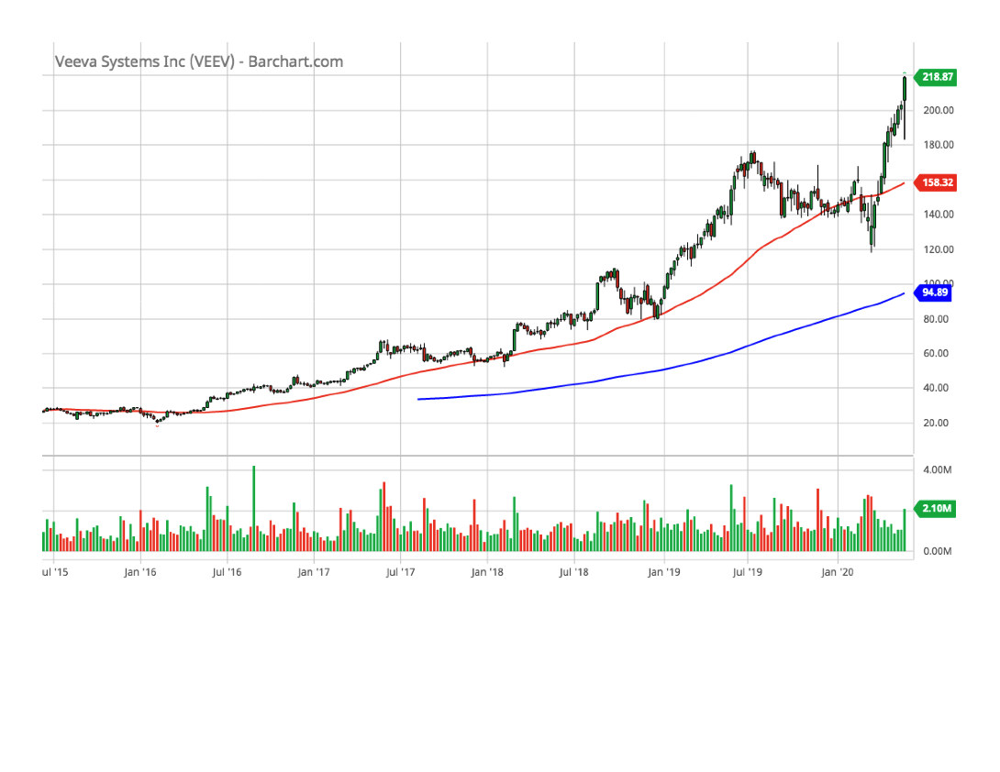 Veeva Systems Inc (VEEV) - Barchart.com
218.87
200.00
180.00
158.32
140.00
120.00
94.89
80.00
60.00
40.00
20.00
4.00M
2.10M
0.00M
ul '15 Jan '16 Jul '16 Jan '17 Jul '17 Jan '18 Jul '18 Jan '19 Jul '19 Jan '20